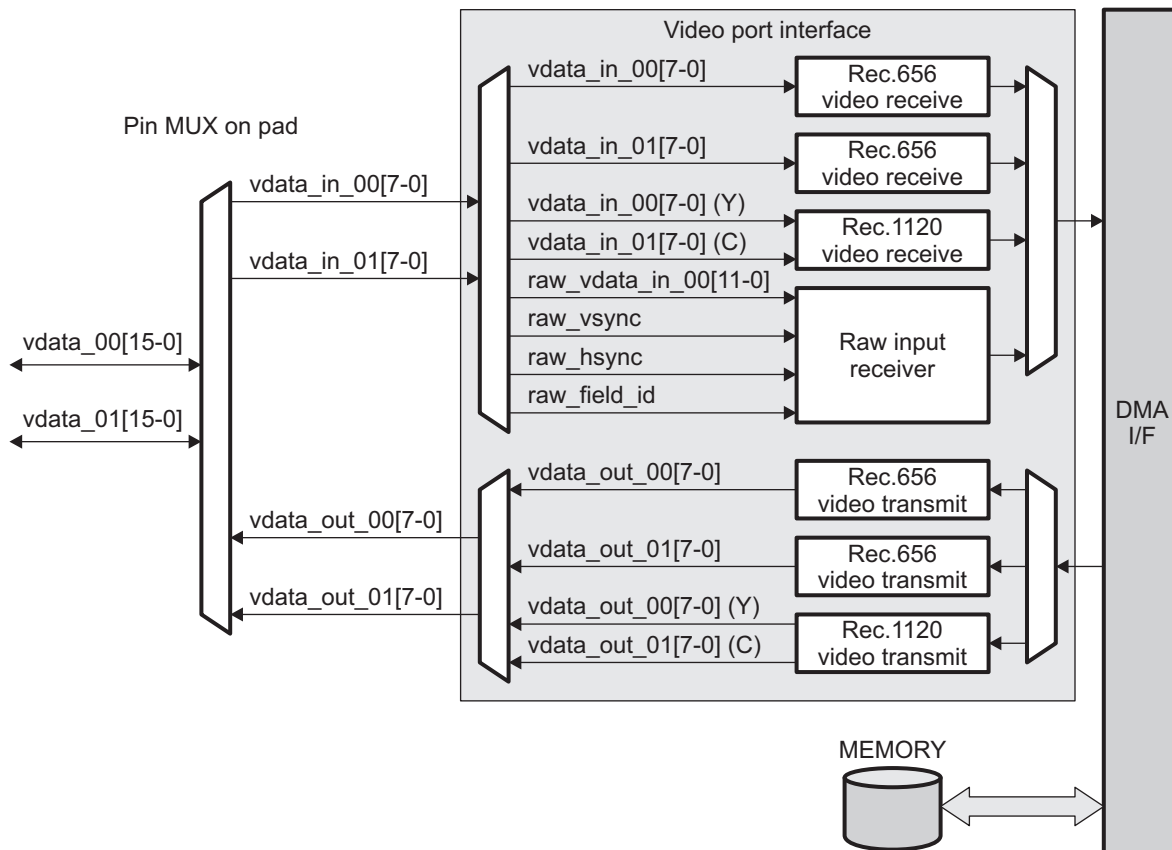 Video port interface
Pin MUX on pad
vdata_in_00[7-0]
vdata_in_01[7-0]
vdata_00[15-0]
vdata_01[15-0]
vdata_out_00[7-0]
vdata_out_01[7-0]
vdata_in_00[7-0]
vdata_in_01[7-0]
vdata_in_00[7-0] (Y)
vdata_in_01[7-0] (C)
raw_vdata_in_00[11-0]
raw_vsync
raw_hsync
raw_field_id
Rec.656
video receive
Rec.656
video receive
Rec.1120
video receive
Raw input
receiver
vdata_out_00[7-0]
vdata_out_01[7-0]
vdata_out_00[7-0] (Y)
vdata_out_01[7-0] (C)
Rec.656
video transmit
Rec.656
video transmit
Rec.1120
video transmit
DMA
I/F
MEMORY